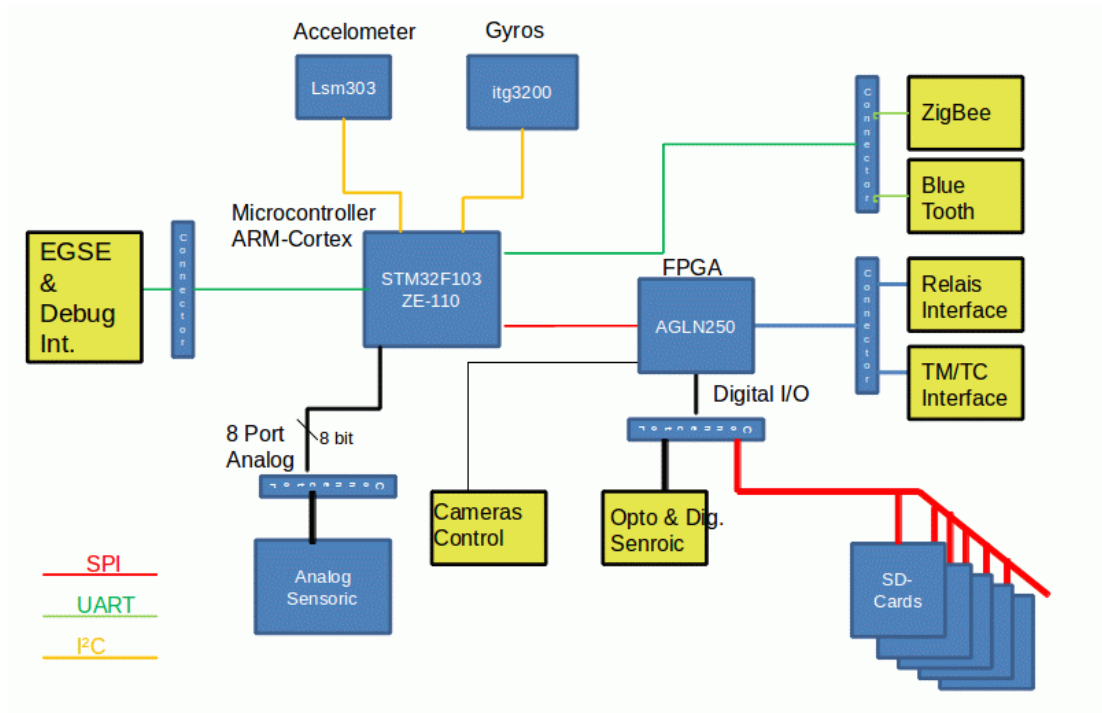 Accelometer
Gyros
Lsm303
itg3200
Connector
ZigBee
Blue
Tooth
Microcontroller
ARM-Cortex
EGSE
&
Debug
Int.
Connector
STM32F103
ZE-110
FPGA
AGLN250
Connector
Relais
Interface
TM/TC
Interface
Digital I/O
Connector
8 Port
Analog
8 bit
Connector
Cameras
Control
Opto & Dig.
Senroic
Analog
Sensoric
SD-
Cards
SPI
UART
I²C